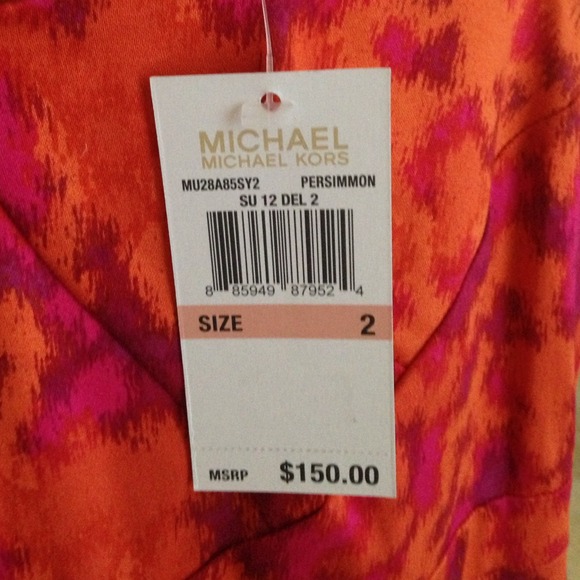 MICHAEL
MICHAEL KORS
MU28A85SY2 PERSIMMON
SU 12 DEL 2
8 85949 87952 4
SIZE 2
MSRP $150.00